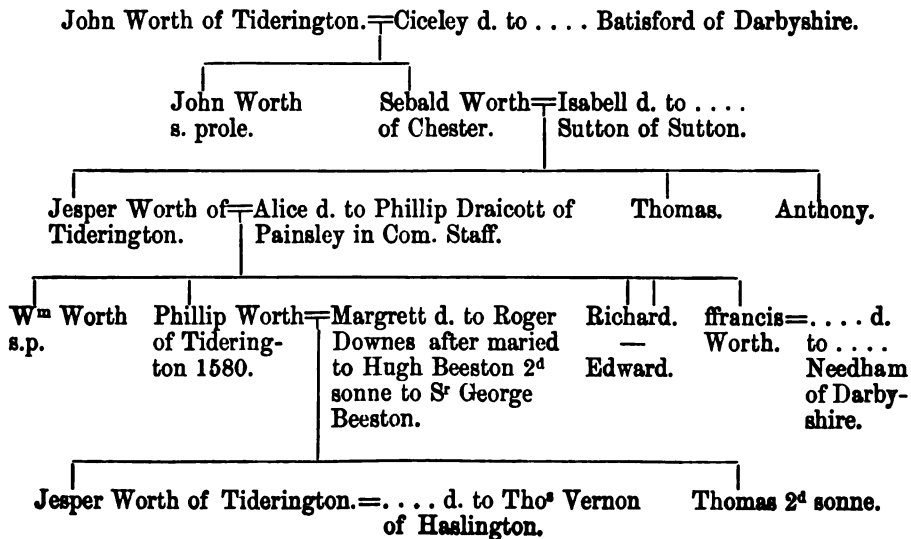 John Worth of Tiderington.=Ciceley d. to . . . . Batisford of Darbyshire.
John Worth
s. prole.
Sebald Worth=Isabell d. to . . . .
of Chester. Sutton of Sutton.
Jesper Worth of=Alice d. to Phillip Draicott of
Tiderington. Painsley in Com. Staff.
Thomas.
Anthony.
Wᵐ Worth
s.p.
Phillip Worth=Margrett d. to Roger
of Tidering- Downes after maried
ton 1580. to Hugh Beeston 2ᵈ
sonne to Sʳ George
Beeston.
Richard.
—
Edward.
ffrancis=. . . . d.
Worth. to . . . .
Needham
of Darby-
shire.
Jesper Worth of Tiderington.=. . . . d. to Thoˢ Vernon
of Haslington.
Thomas 2ᵈ sonne.